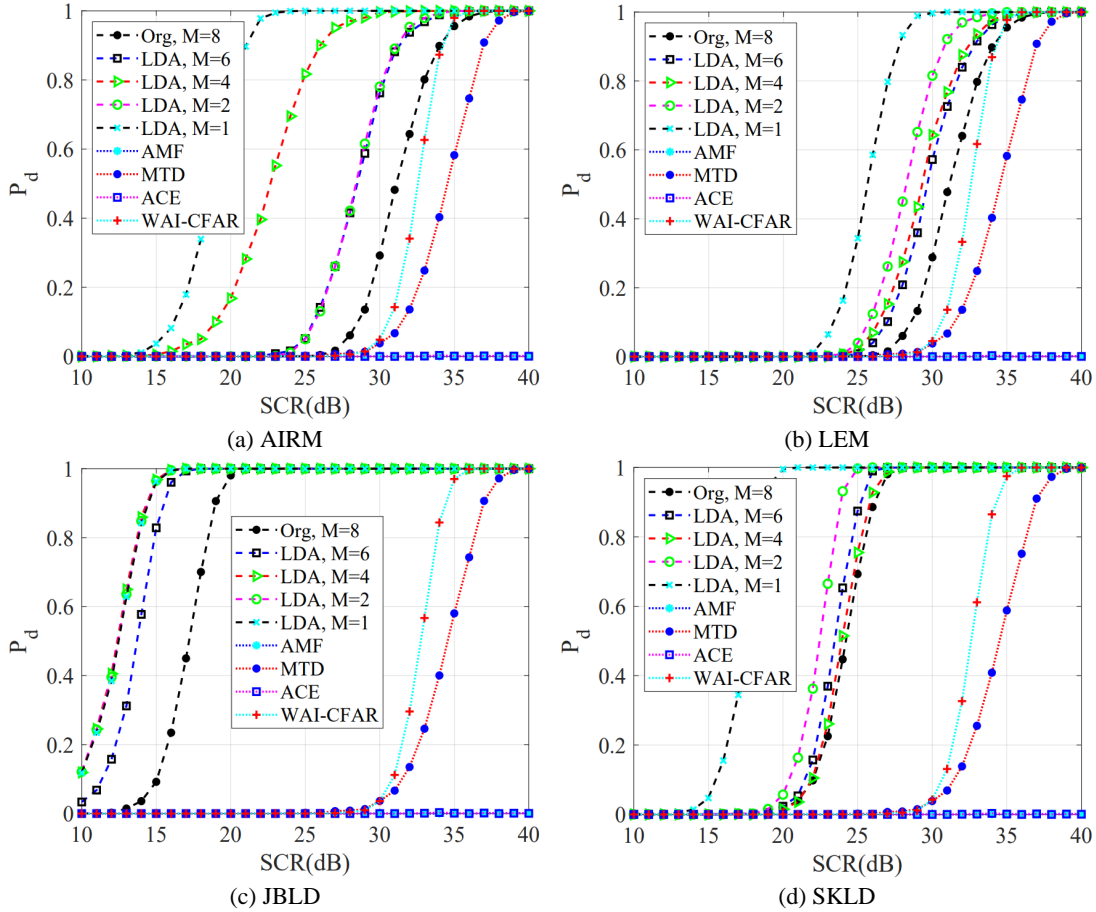 1
0.8
0.6
0.4
0.2
0
P_d
Org, M=8
LDA, M=6
LDA, M=4
LDA, M=2
LDA, M=1
AMF
MTD
ACE
WAI-CFAR
10 15 20 25 30 35 40
SCR(dB)
(a) AIRM
1
0.8
0.6
0.4
0.2
0
P_d
Org, M=8
LDA, M=6
LDA, M=4
LDA, M=2
LDA, M=1
AMF
MTD
ACE
WAI-CFAR
10 15 20 25 30 35 40
SCR(dB)
(b) LEM
1
0.8
0.6
0.4
0.2
0
P_d
Org, M=8
LDA, M=6
LDA, M=4
LDA, M=2
LDA, M=1
AMF
MTD
ACE
WAI-CFAR
10 15 20 25 30 35 40
SCR(dB)
(c) JBLD
1
0.8
0.6
0.4
0.2
0
P_d
Org, M=8
LDA, M=6
LDA, M=4
LDA, M=2
LDA, M=1
AMF
MTD
ACE
WAI-CFAR
10 15 20 25 30 35 40
SCR(dB)
(d) SKLD